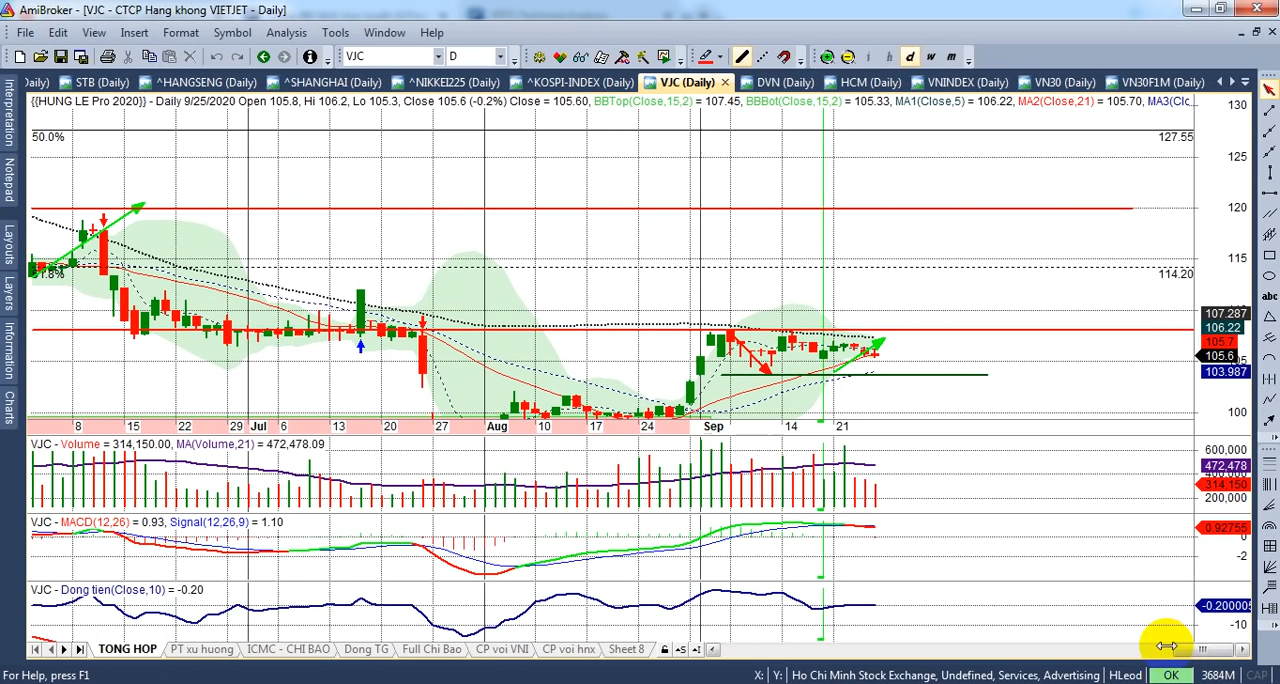 AmiBroker - [VJC - CTCP Hang khong VIETJET - Daily]
File Edit View Insert Format Symbol Analysis Tools Window Help
VJC D d w m
Daily) STB (Daily) ^HANGSENG (Daily) ^SHANGHAI (Daily) ^NIKKEI225 (Daily) ^KOSPI-INDEX (Daily) VJC (Daily) DVN (Daily) HCM (Daily) VNINDEX (Daily) VN30 (Daily) VN30F1M (Daily)
{{HUNG LE Pro 2020}} - Daily 9/25/2020 Open 105.8, Hi 106.2, Lo 105.3, Close 105.6 (-0.2%) Close = 105.60, BBTop(Close,15,2) = 107.45, BBBot(Close,15,2) = 105.33, MA1(Close,5) = 106.22, MA2(Close,21) = 105.70, MA3(Clc
Interpretation
Notepad
Layouts
Layers
Information
Charts
130
50.0% 127.55
125
120
115
114.20
107.287
106.22
105.7
105.6
103.987
100
8 15 22 29 Jul 6 13 20 27 Aug 10 17 24 Sep 14 21
VJC - Volume = 314,150.00, MA(Volume,21) = 472,478.09
600,000
472,478
314,150
200,000
VJC - MACD(12,26) = 0.93, Signal(12,26,9) = 1.10
0.92755
0
-2
VJC - Dong tien(Close,10) = -0.20
-0.200005
-10
TONG HOP PT xu huong ICMC - CHI BAO Dong TG Full Chi Bao CP voi VNI CP voi hnx Sheet 8
abc
For Help, press F1 X: Y: Ho Chi Minh Stock Exchange, Undefined, Services, Advertising HLeod OK 3684M CAP